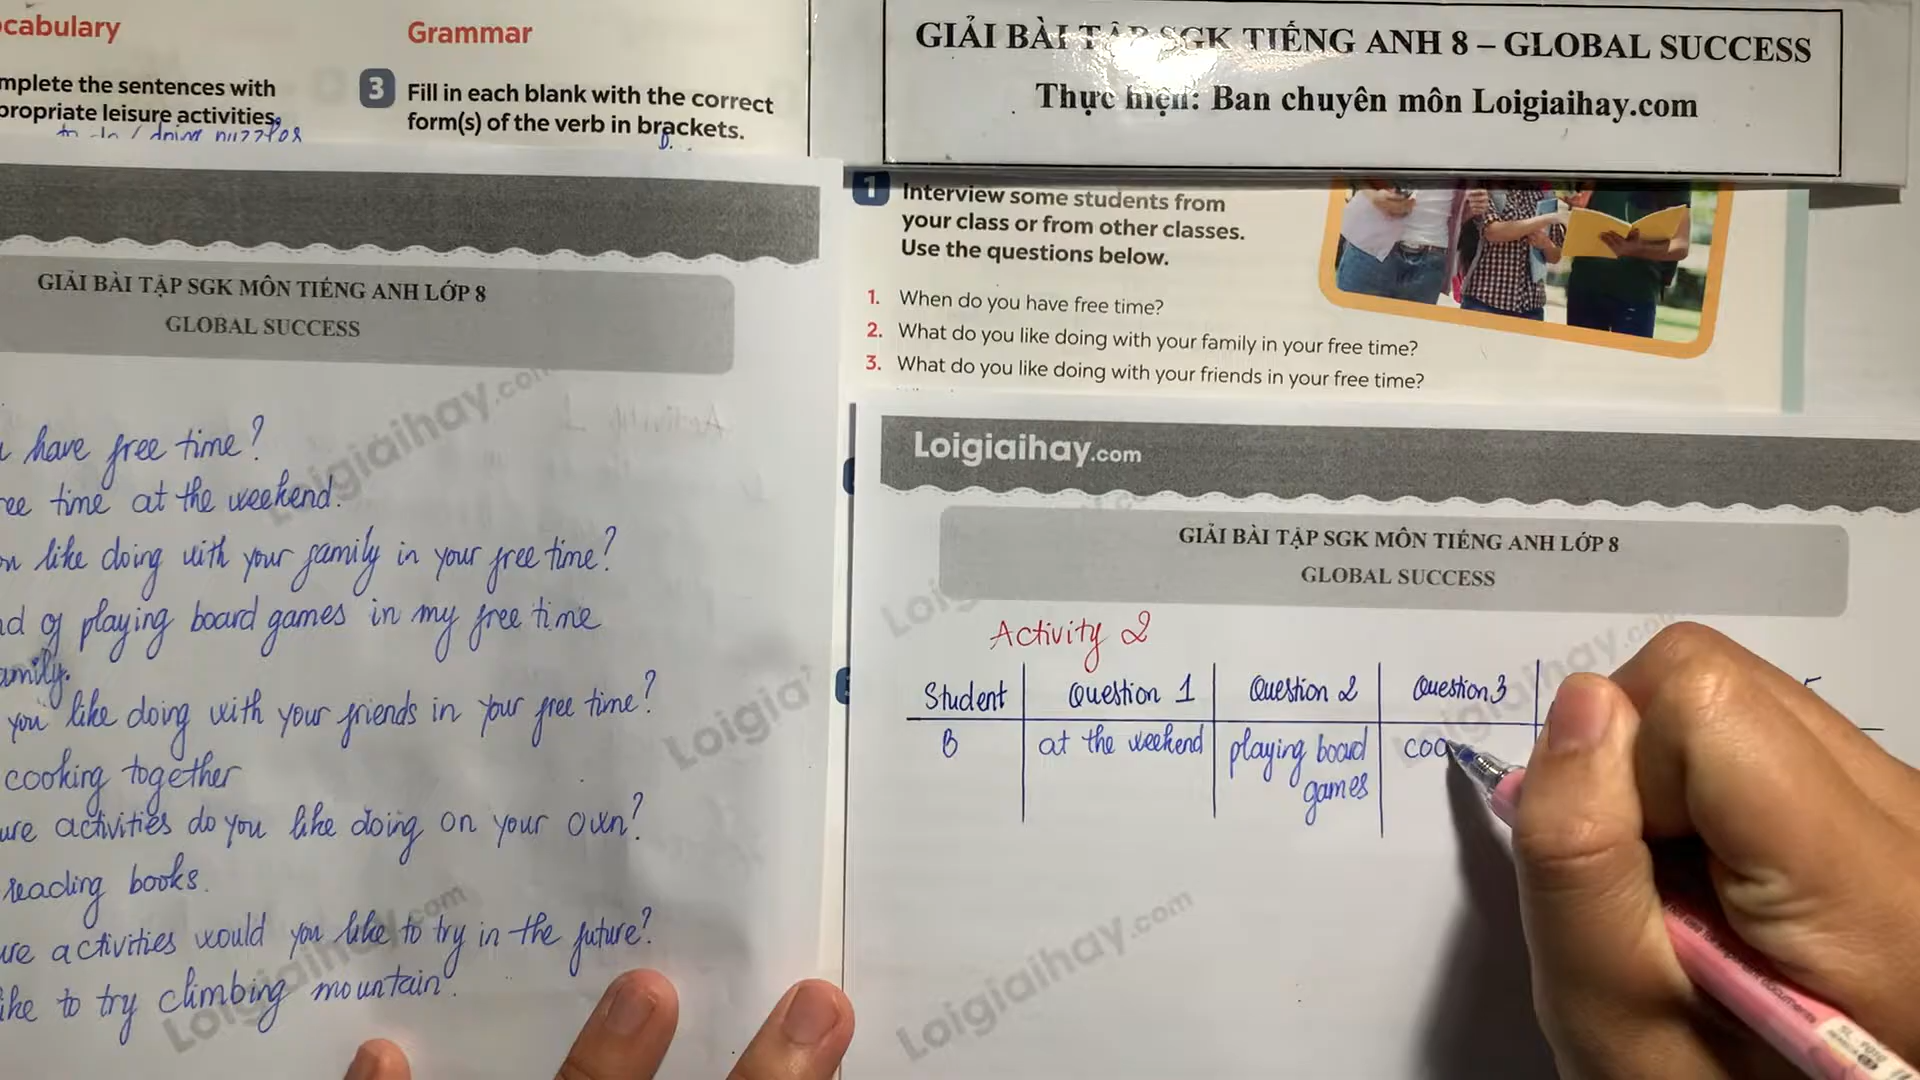 cabulary
mplete the sentences with
propriate leisure activities.
Grammar
3 Fill in each blank with the correct
form(s) of the verb in brackets.
GIẢI BÀI TẬP SGK TIẾNG ANH 8 – GLOBAL SUCCESS
Thực hiện: Ban chuyên môn Loigiaihay.com
1 Interview some students from
your class or from other classes.
Use the questions below.
1. When do you have free time?
2. What do you like doing with your family in your free time?
3. What do you like doing with your friends in your free time?
GIẢI BÀI TẬP SGK MÔN TIẾNG ANH LỚP 8
GLOBAL SUCCESS
have free time?
ree time at the weekend.
like doing with your family in your free time?
of playing board games in my free time
amily.
you like doing with your friends in your free time?
cooking together
ure activities do you like doing on your own?
reading books.
ure activities would you like to try in the future?
ike to try climbing mountain.
Loigiaihay.com
GIẢI BÀI TẬP SGK MÔN TIẾNG ANH LỚP 8
GLOBAL SUCCESS
Activity 2
Student Question 1 Question 2 Question 3
B at the weekend playing board coo
games
Loigiaihay.com
Loigiaihay.com
Loigiaihay.com